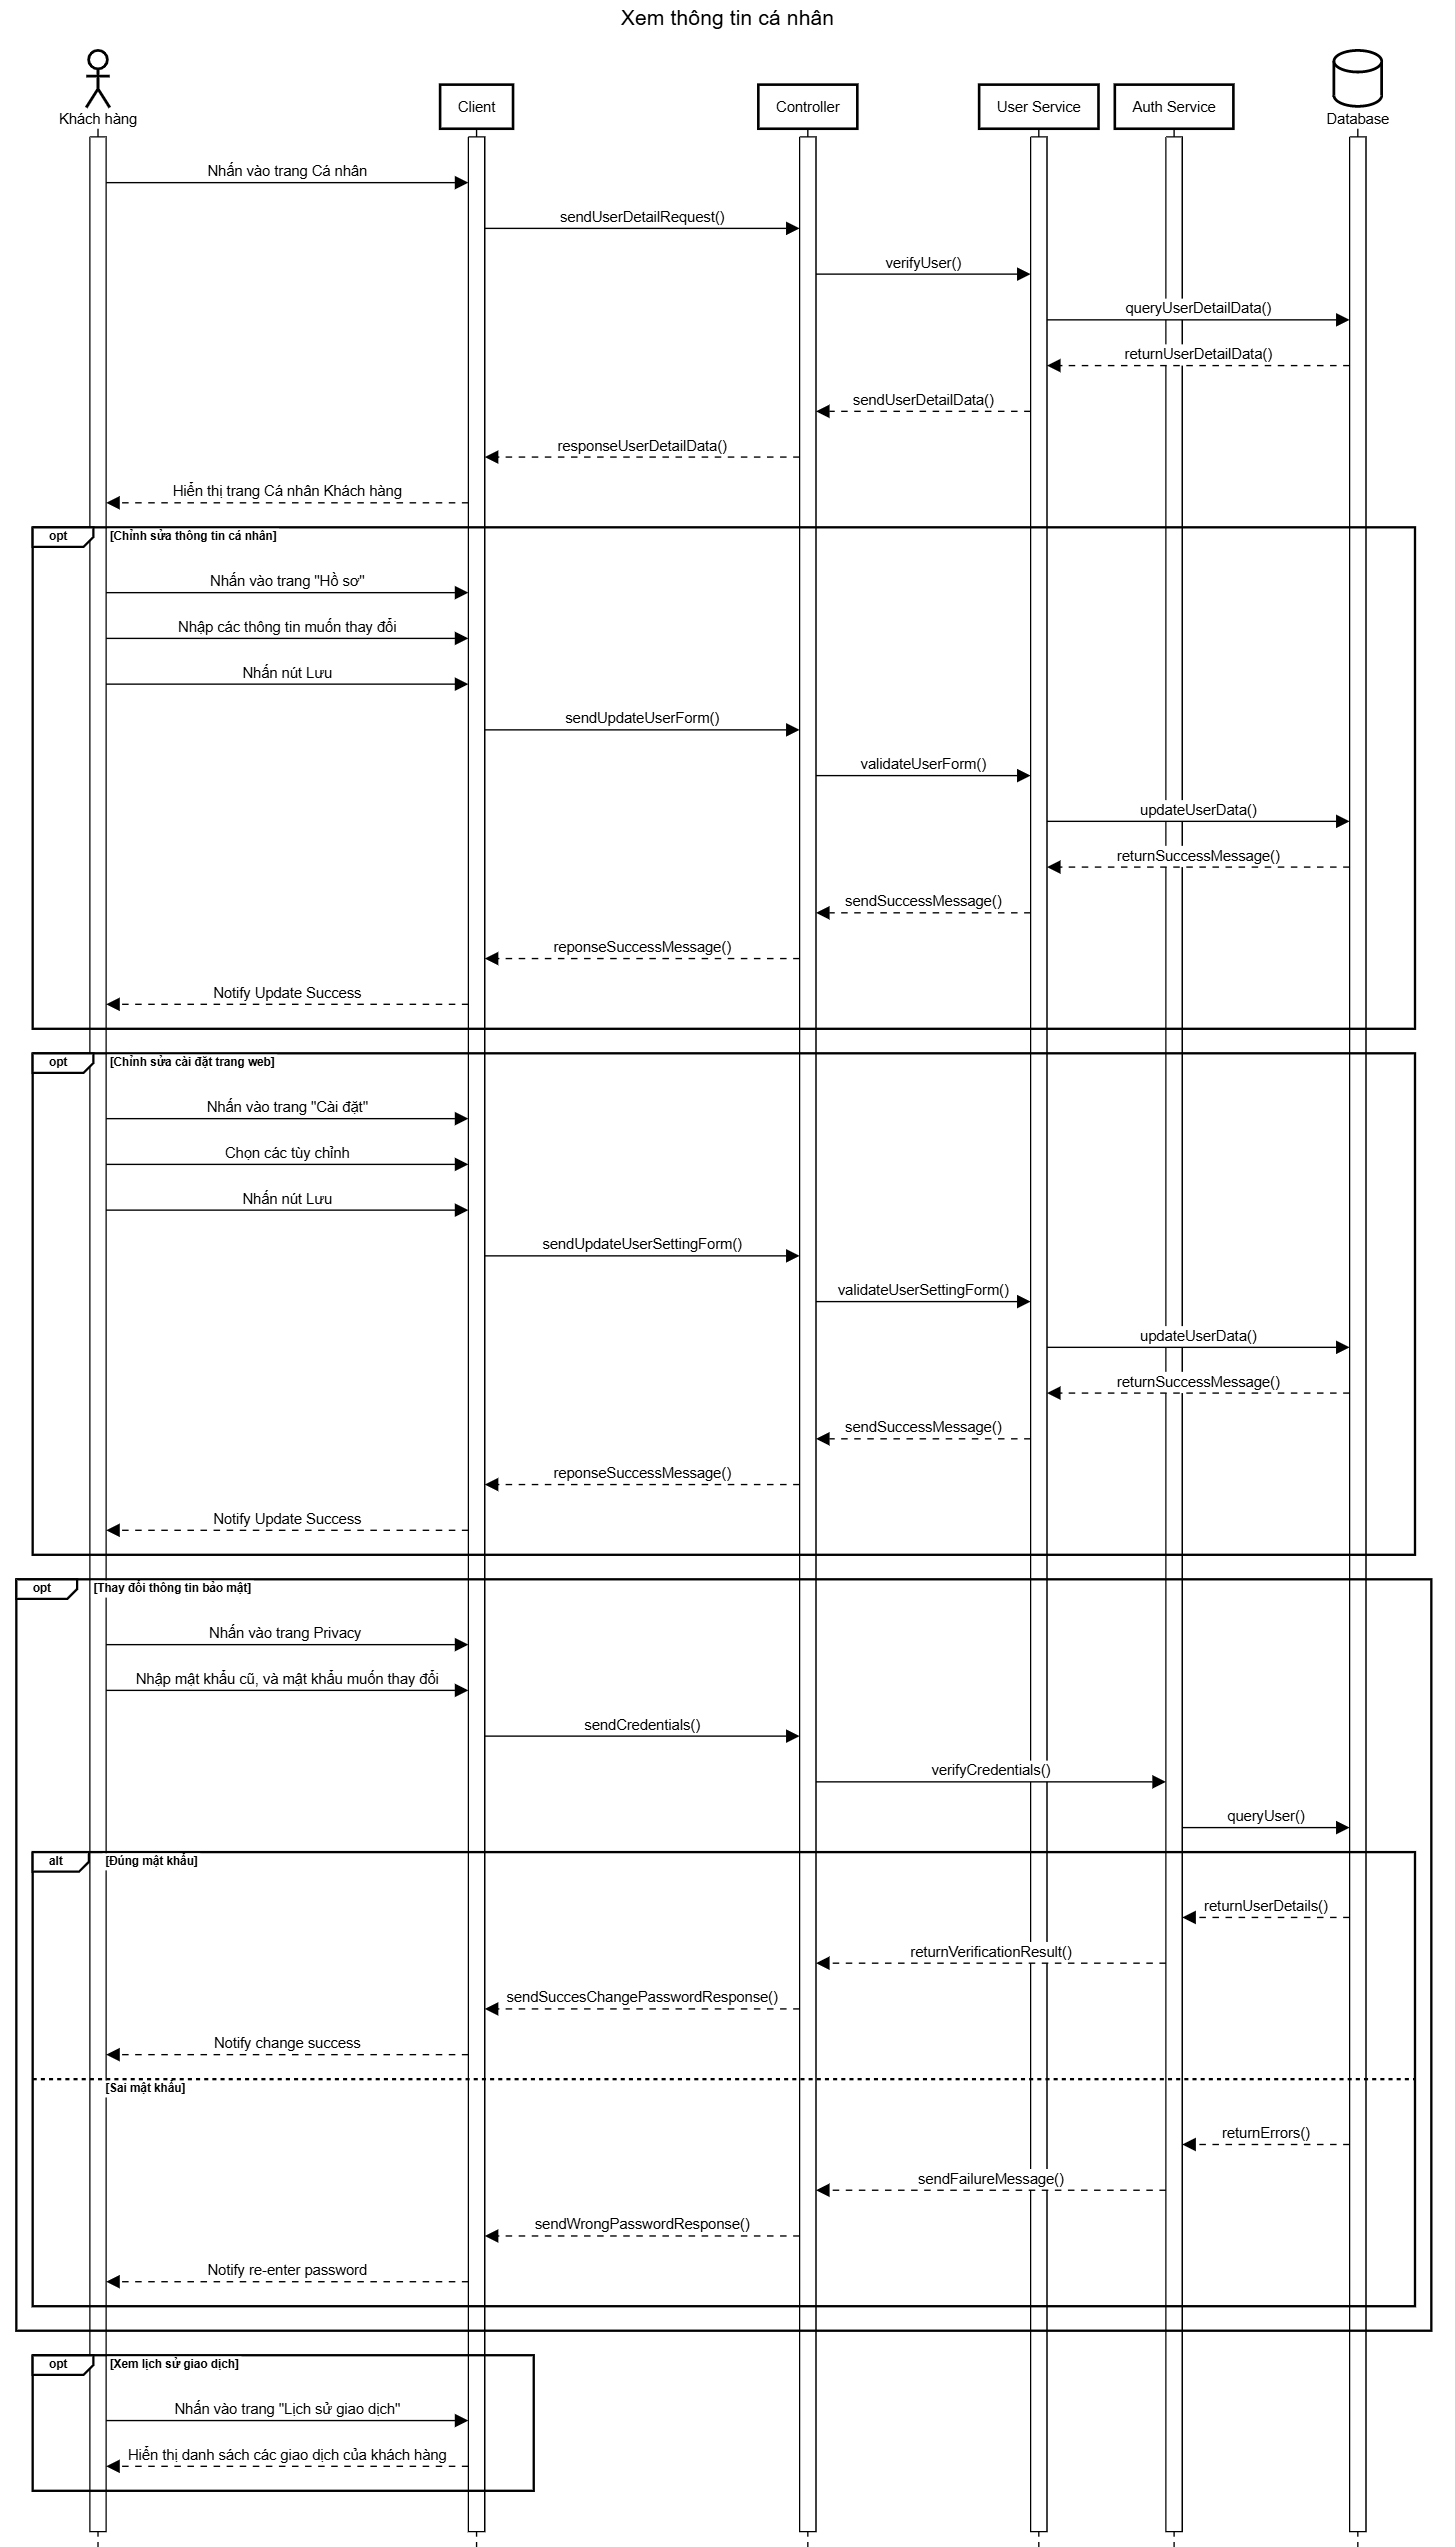 Xem thông tin cá nhân
Khách hàng
Client
Controller
User Service
Auth Service
Database
Nhấn vào trang Cá nhân
sendUserDetailRequest()
verifyUser()
queryUserDetailData()
returnUserDetailData()
sendUserDetailData()
responseUserDetailData()
Hiển thị trang Cá nhân Khách hàng
opt
[Chỉnh sửa thông tin cá nhân]
Nhấn vào trang "Hồ sơ"
Nhập các thông tin muốn thay đổi
Nhấn nút Lưu
sendUpdateUserForm()
validateUserForm()
updateUserData()
returnSuccessMessage()
sendSuccessMessage()
reponseSuccessMessage()
Notify Update Success
opt
[Chỉnh sửa cài đặt trang web]
Nhấn vào trang "Cài đặt"
Chọn các tùy chỉnh
Nhấn nút Lưu
sendUpdateUserSettingForm()
validateUserSettingForm()
updateUserData()
returnSuccessMessage()
sendSuccessMessage()
reponseSuccessMessage()
Notify Update Success
opt
[Thay đổi thông tin bảo mật]
Nhấn vào trang Privacy
Nhập mật khẩu cũ, và mật khẩu muốn thay đổi
sendCredentials()
verifyCredentials()
queryUser()
alt
[Đúng mật khẩu]
returnUserDetails()
returnVerificationResult()
sendSuccesChangePasswordResponse()
Notify change success
[Sai mật khẩu]
returnErrors()
sendFailureMessage()
sendWrongPasswordResponse()
Notify re-enter password
opt
[Xem lịch sử giao dịch]
Nhấn vào trang "Lịch sử giao dịch"
Hiển thị danh sách các giao dịch của khách hàng